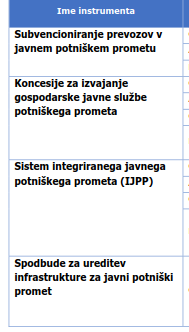 Ime instrumenta
Subvencioniranje prevozov v
javnem potniškem prometu
Koncesije za izvajanje
gospodarske javne službe
potniškega prometa
Sistem integriranega javnega
potniškega prometa (IJPP)
Spodbude za ureditev
infrastrukture za javni potniški
promet